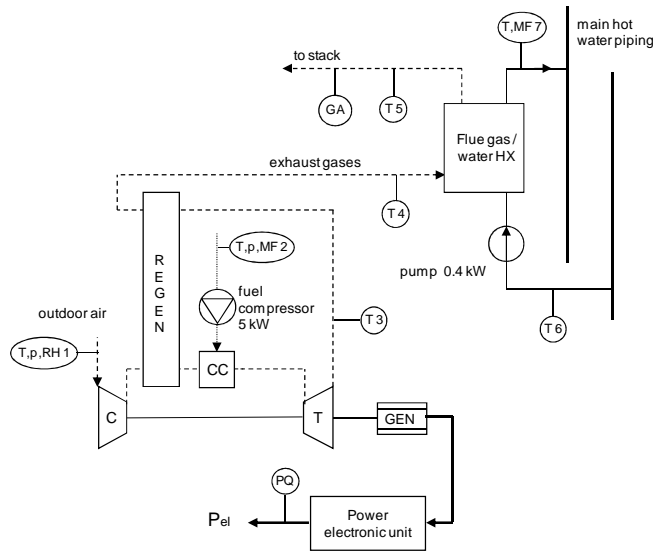 T,MF 7
main hot
water piping
to stack
GA
T 5
Flue gas /
water HX
exhaust gases
T 4
REGEN
T,p,MF 2
pump 0.4 kW
fuel
compressor
5 kW
outdoor air
T 3
T 6
T,p,RH 1
CC
C
T
GEN
PQ
Pel
Power
electronic unit